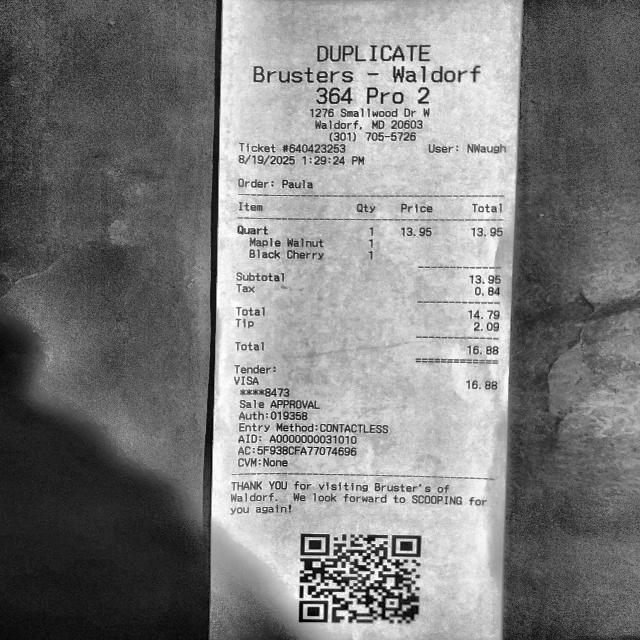 DUPLICATE
Brusters - Waldorf
364 Pro 2
1276 Smallwood Dr W
Waldorf, MD 20603
(301) 705-5726
Ticket #640423253 User: NWaugh
8/19/2025 1:29:24 PM
Order: Paula
Item Qty Price Total
Quart 1 13.95 13.95
Maple Walnut 1
Black Cherry 1
Subtotal 13.95
Tax 0.84
Total 14.79
Tip 2.09
Total 16.88
Tender:
VISA 16.88
****8473
Sale APPROVAL
Auth:019358
Entry Method:CONTACTLESS
AID: A0000000031010
AC:5F938CFA77074696
CVM:None
THANK YOU for visiting Bruster's of
Waldorf. We look forward to SCOOPING for
you again!